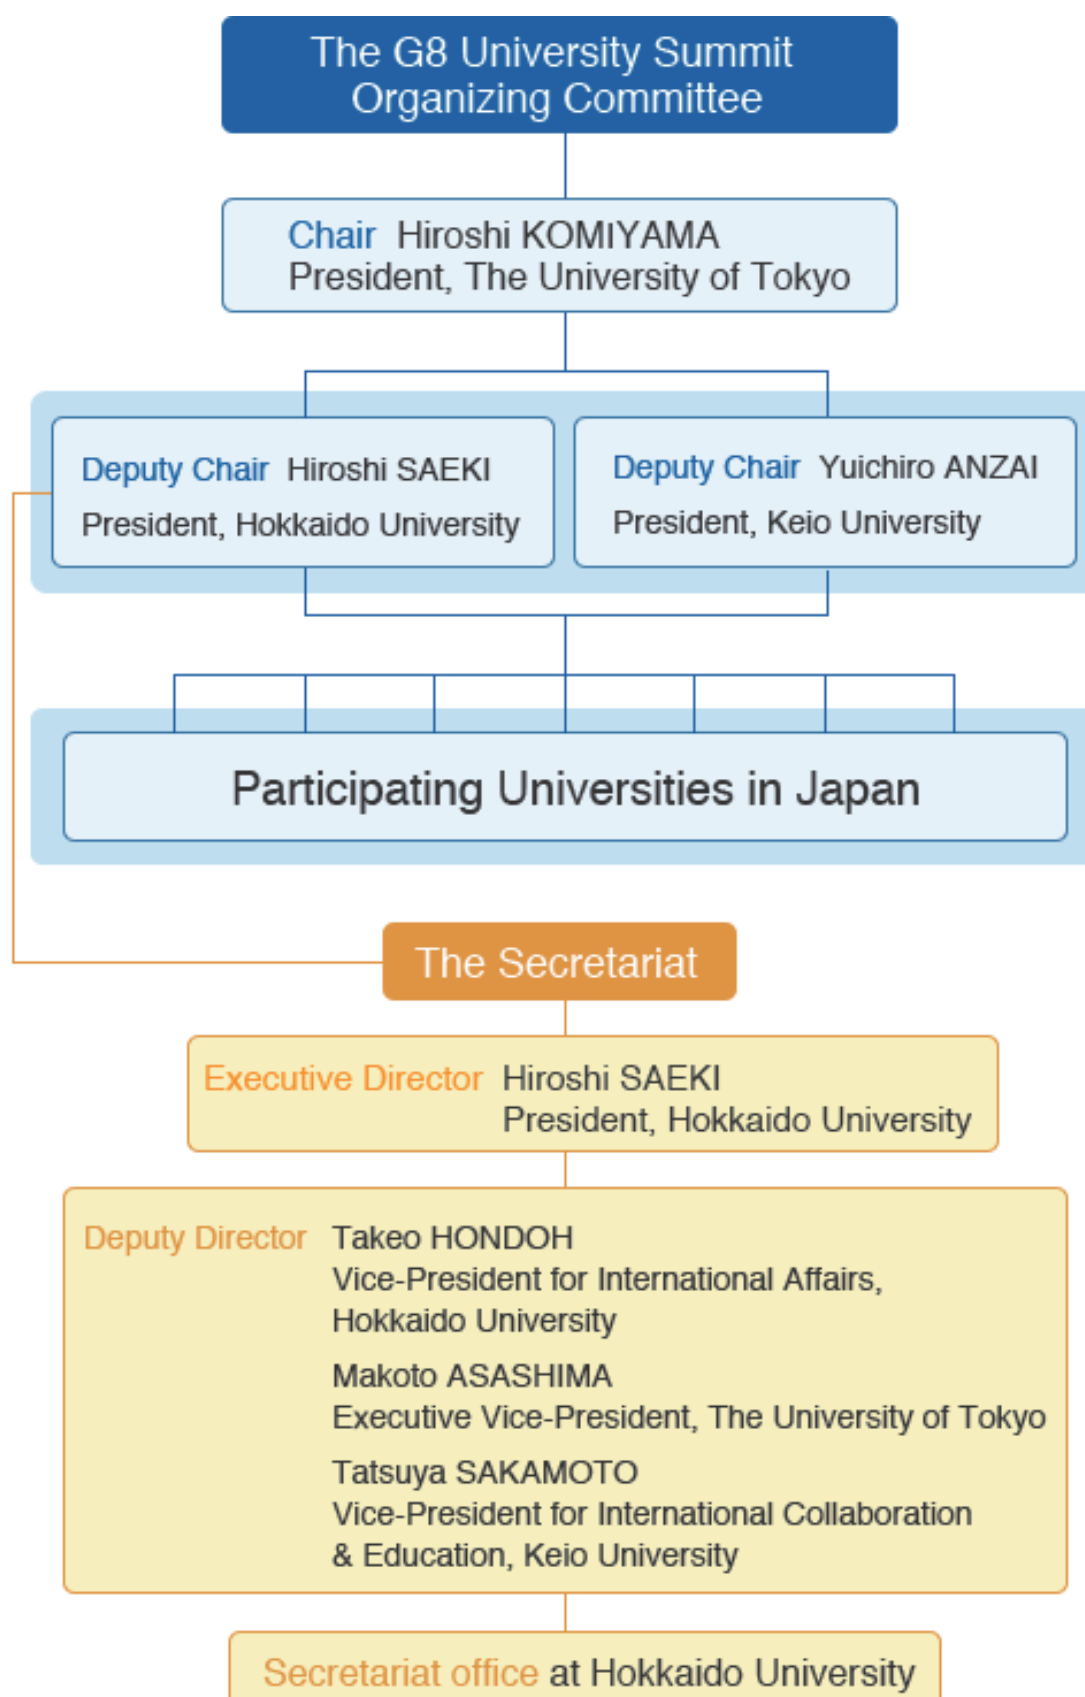 The G8 University Summit
Organizing Committee
Chair Hiroshi KOMIYAMA
President, The University of Tokyo
Deputy Chair Hiroshi SAEKI
President, Hokkaido University
Deputy Chair Yuichiro ANZAI
President, Keio University
Participating Universities in Japan
The Secretariat
Executive Director Hiroshi SAEKI
President, Hokkaido University
Deputy Director Takeo HONDOH
Vice-President for International Affairs,
Hokkaido University
Makoto ASASHIMA
Executive Vice-President, The University of Tokyo
Tatsuya SAKAMOTO
Vice-President for International Collaboration
& Education, Keio University
Secretariat office at Hokkaido University